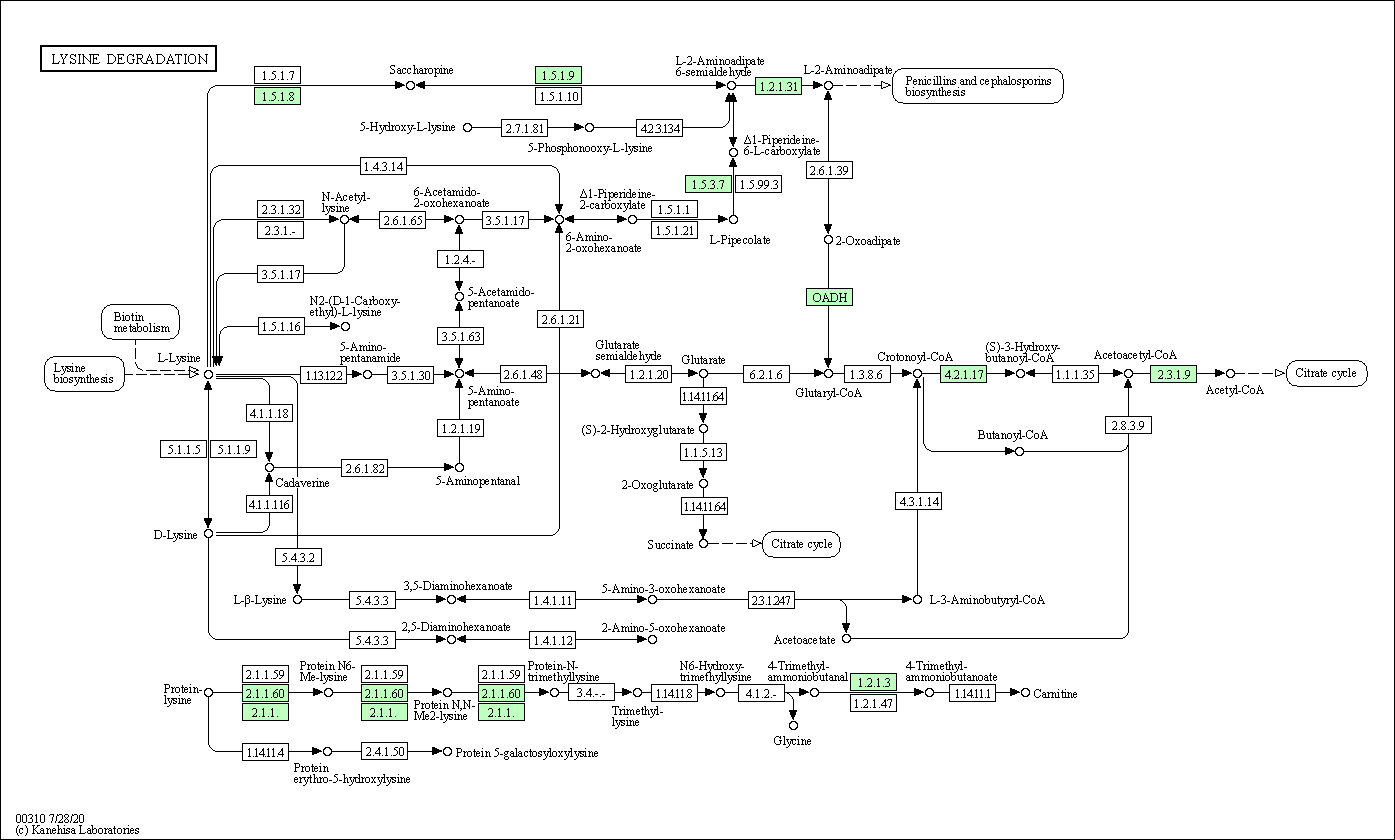 LYSINE DEGRADATION
1.5.1.7
1.5.1.8
Saccharopine
1.5.1.9
1.5.1.10
L-2-Aminoadipate
6-semialdehyde
1.2.1.31
L-2-Aminoadipate
Penicillins and cephalosporins
biosynthesis
5-Hydroxy-L-lysine
2.7.1.81
5-Phosphonooxy-L-lysine
4.2.3.134
Δ1-Piperideine-
6-L-carboxylate
1.4.3.14
2.6.1.39
1.5.3.7
1.5.99.3
N-Acetyl-
lysine
6-Acetamido-
2-oxohexanoate
Δ1-Piperideine-
2-carboxylate
2.3.1.32
2.3.1.-
2.6.1.65
3.5.1.17
1.5.1.1
1.5.1.21
6-Amino-
2-oxohexanoate
L-Pipecolate
2-Oxoadipate
1.2.4.-
3.5.1.17
5-Acetamido-
pentanoate
OADH
N2-(D-1-Carboxy-
ethyl)-L-lysine
1.5.1.16
2.6.1.21
3.5.1.63
Biotin
metabolism
Lysine
biosynthesis
L-Lysine
5-Amino-
pentanamide
1.13.12.2
3.5.1.30
5-Amino-
pentanoate
2.6.1.48
Glutarate
semialdehyde
1.2.1.20
Glutarate
6.2.1.6
Glutaryl-CoA
1.3.8.6
Crotonoyl-CoA
4.2.1.17
(S)-3-Hydroxy-
butanoyl-CoA
1.1.1.35
Acetoacetyl-CoA
2.3.1.9
Acetyl-CoA
Citrate cycle
1.14.11.64
4.1.1.18
1.2.1.19
(S)-2-Hydroxyglutarate
2.8.3.9
Butanoyl-CoA
5.1.1.5
5.1.1.9
1.1.5.13
2.6.1.82
Cadaverine
5-Aminopentanal
2-Oxoglutarate
4.1.1.116
1.14.11.64
4.3.1.14
D-Lysine
Succinate
Citrate cycle
5.4.3.2
L-β-Lysine
5.4.3.3
3,5-Diaminohexanoate
1.4.1.11
5-Amino-3-oxohexanoate
2.3.1.247
L-3-Aminobutyryl-CoA
5.4.3.3
2,5-Diaminohexanoate
1.4.1.12
2-Amino-5-oxohexanoate
Acetoacetate
Protein-
lysine
2.1.1.59
2.1.1.60
2.1.1.
Protein N6-
Me-lysine
2.1.1.59
2.1.1.60
2.1.1.
Protein N,N-
Me2-lysine
2.1.1.59
2.1.1.60
2.1.1.
Protein-N-
trimethyllysine
3.4.-.-
Trimethyl-
lysine
1.14.11.8
N6-Hydroxy-
trimethyllysine
4.1.2.-
Glycine
4-Trimethyl-
ammoniobutanal
1.2.1.3
1.2.1.47
4-Trimethyl-
ammoniobutanoate
1.14.11.1
Carnitine
1.14.11.4
Protein
erythro-5-hydroxylysine
2.4.1.50
Protein 5-galactosyloxylysine
00310 7/28/20
(c) Kanehisa Laboratories